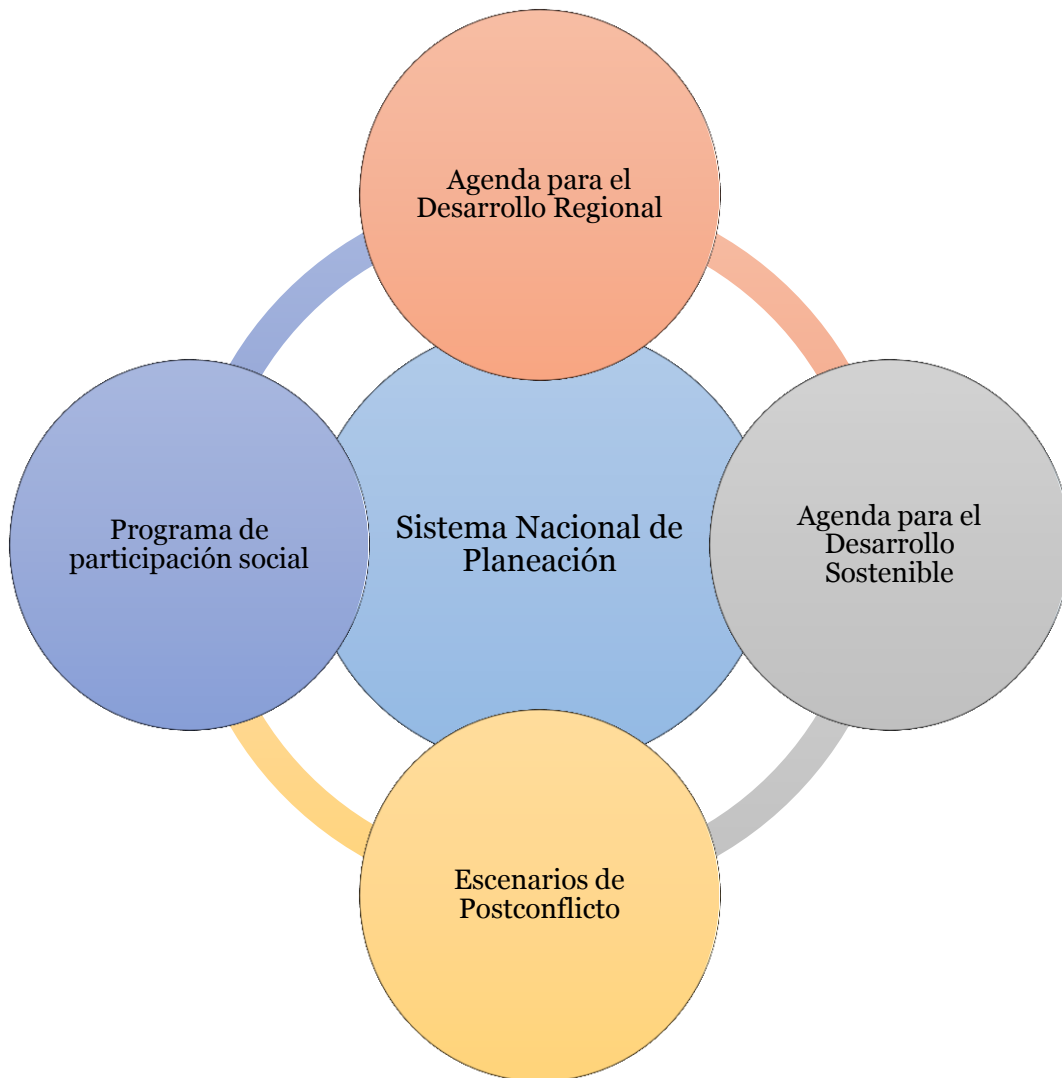 Agenda para el
Desarrollo Regional
Programa de
participación social
Sistema Nacional de
Planeación
Agenda para el
Desarrollo
Sostenible
Escenarios de
Postconflicto